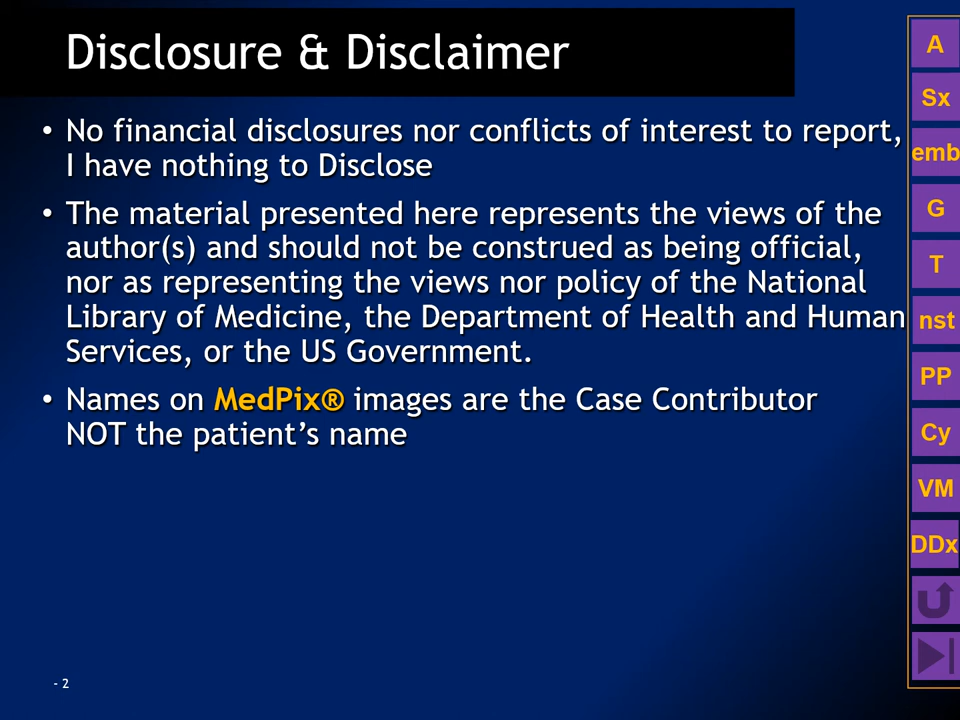 Disclosure & Disclaimer
• No financial disclosures nor conflicts of interest to report,
I have nothing to Disclose
• The material presented here represents the views of the
author(s) and should not be construed as being official,
nor as representing the views nor policy of the National
Library of Medicine, the Department of Health and Human
Services, or the US Government.
• Names on MedPix® images are the Case Contributor
NOT the patient’s name
A
Sx
emb
G
T
nst
PP
Cy
VM
DDx
- 2